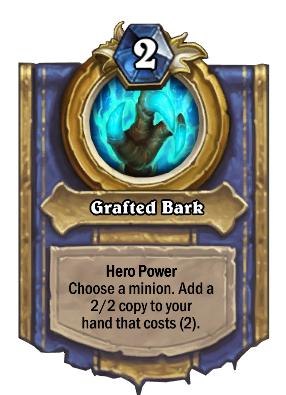 2
Grafted Bark
Hero Power
Choose a minion. Add a
2/2 copy to your
hand that costs (2).